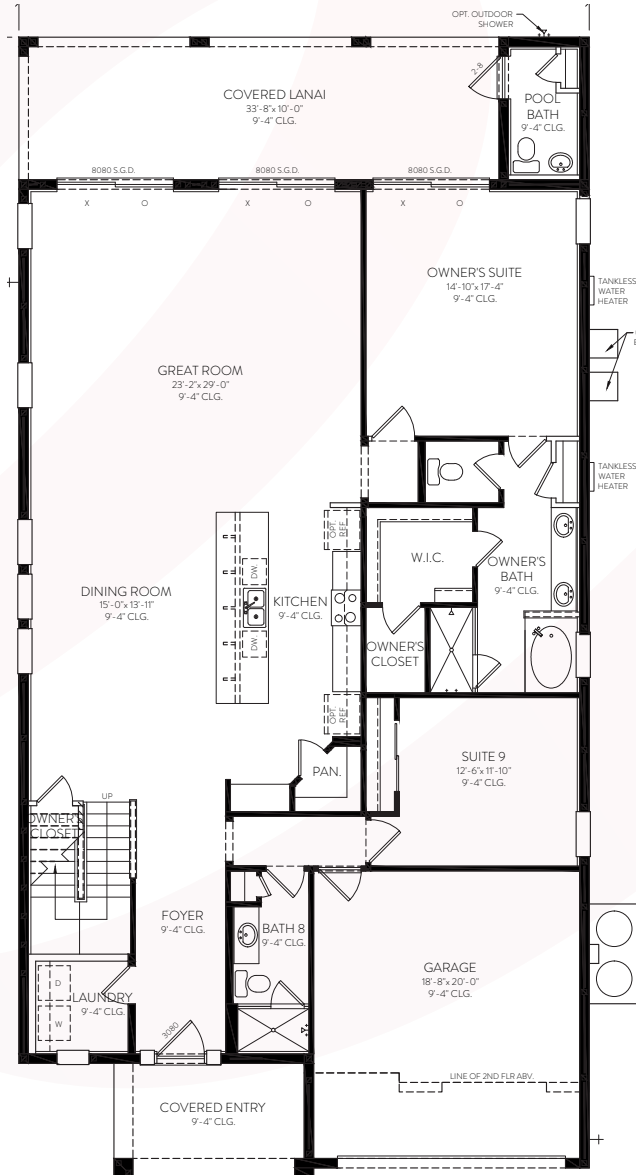 OPT. OUTDOOR
SHOWER
2-8
COVERED LANAI
33'-8"x 10'-0"
9'-4" CLG.
POOL
BATH
9'-4" CLG.
8080 S.G.D.
8080 S.G.D.
8080 S.G.D.
X
O
X
O
X
O
OWNER'S SUITE
14'-10"x 17'-4"
9'-4" CLG.
TANKLESS
WATER
HEATER
GREAT ROOM
23'-2"x 29'-0"
9'-4" CLG.
TANKLESS
WATER
HEATER
OPT.
REF.
W.I.C.
OWNER'S
BATH
9'-4" CLG.
DW.
DINING ROOM
15'-0"x 13'-11"
9'-4" CLG.
KITCHEN
9'-4" CLG.
DW.
OWNER'S
CLOSET
OPT.
REF.
PAN.
SUITE 9
12'-6"x 11'-10"
9'-4" CLG.
UP
OWNER'S
CLOSET
FOYER
9'-4" CLG.
BATH 8
9'-4" CLG.
GARAGE
18'-8"x 20'-0"
9'-4" CLG.
D
LAUNDRY
9'-4" CLG.
W
3080
LINE OF 2ND FLR ABV.
COVERED ENTRY
9'-4" CLG.